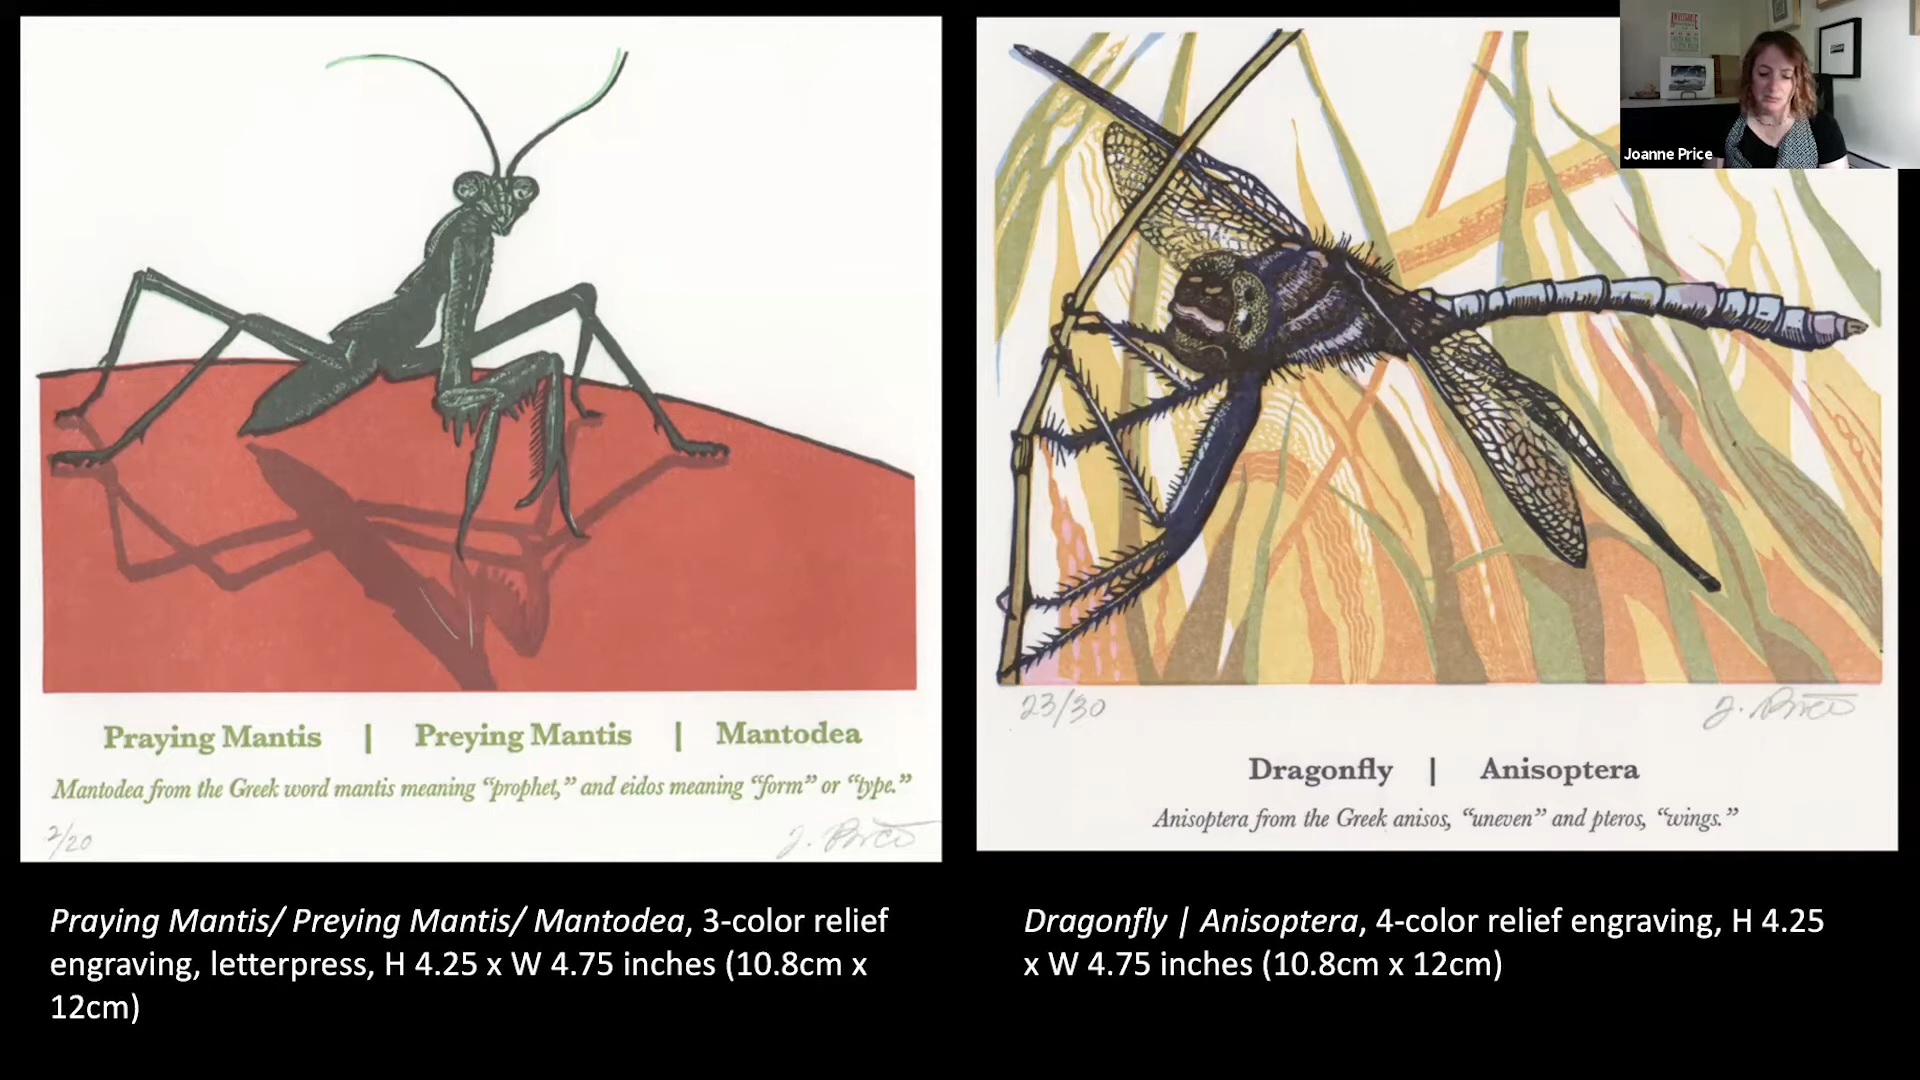 Praying Mantis | Preying Mantis | Mantodea
Mantodea from the Greek word mantis meaning “prophet,” and eidos meaning “form” or “type.”
2/20 J. Price
23/30 J. Price
Dragonfly | Anisoptera
Anisoptera from the Greek anisos, “uneven” and pteros, “wings.”
Joanne Price
Praying Mantis/ Preying Mantis/ Mantodea, 3-color relief
engraving, letterpress, H 4.25 x W 4.75 inches (10.8cm x
12cm)
Dragonfly | Anisoptera, 4-color relief engraving, H 4.25
x W 4.75 inches (10.8cm x 12cm)